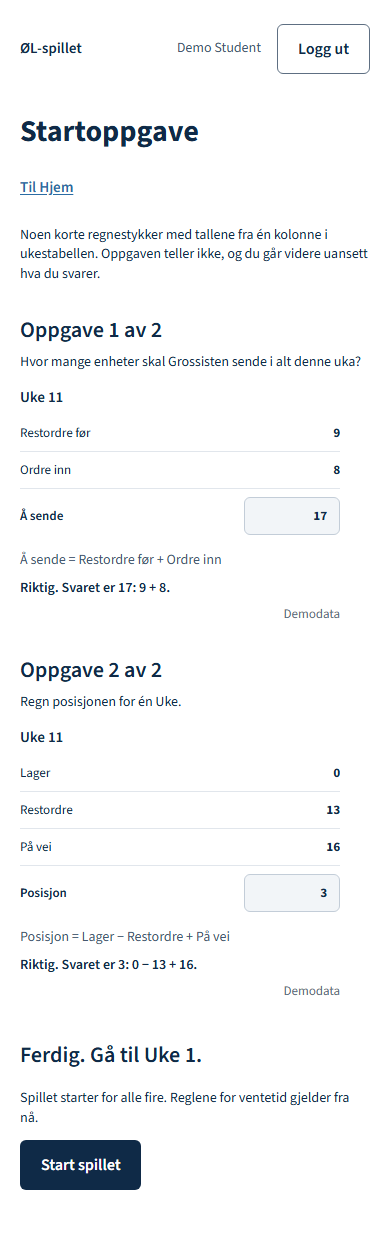 ØL-spillet
Demo Student
Logg ut
Startoppgave
Til Hjem
Noen korte regnestykker med tallene fra én kolonne i
ukestabellen. Oppgaven teller ikke, og du går videre uansett
hva du svarer.
Oppgave 1 av 2
Hvor mange enheter skal Grossisten sende i alt denne uka?
Uke 11
Restordre før 9
Ordre inn 8
Å sende 17
Å sende = Restordre før + Ordre inn
Riktig. Svaret er 17: 9 + 8.
Demodata
Oppgave 2 av 2
Regn posisjonen for én Uke.
Uke 11
Lager 0
Restordre 13
På vei 16
Posisjon 3
Posisjon = Lager − Restordre + På vei
Riktig. Svaret er 3: 0 − 13 + 16.
Demodata
Ferdig. Gå til Uke 1.
Spillet starter for alle fire. Reglene for ventetid gjelder fra
nå.
Start spillet